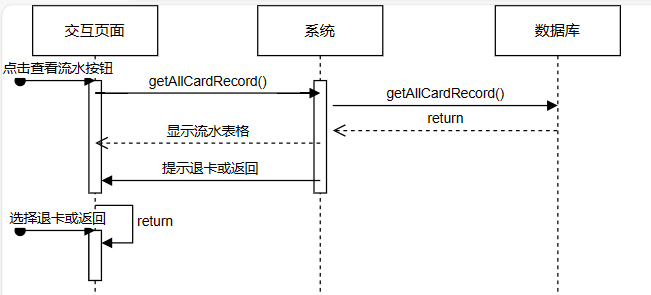 交互页面
系统
数据库
点击查看流水按钮
getAllCardRecord()
getAllCardRecord()
return
显示流水表格
提示退卡或返回
选择退卡或返回
return